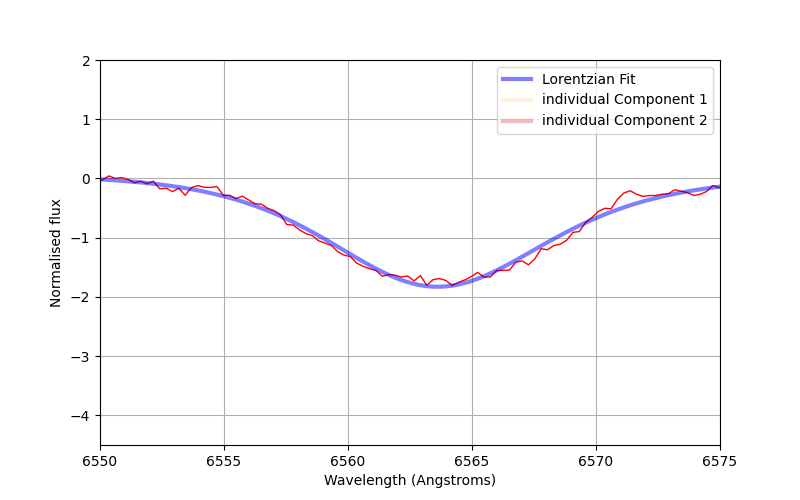 2
1
0
−1
−2
−3
−4
Normalised flux
Lorentzian Fit
individual Component 1
individual Component 2
6550 6555 6560 6565 6570 6575
Wavelength (Angstroms)